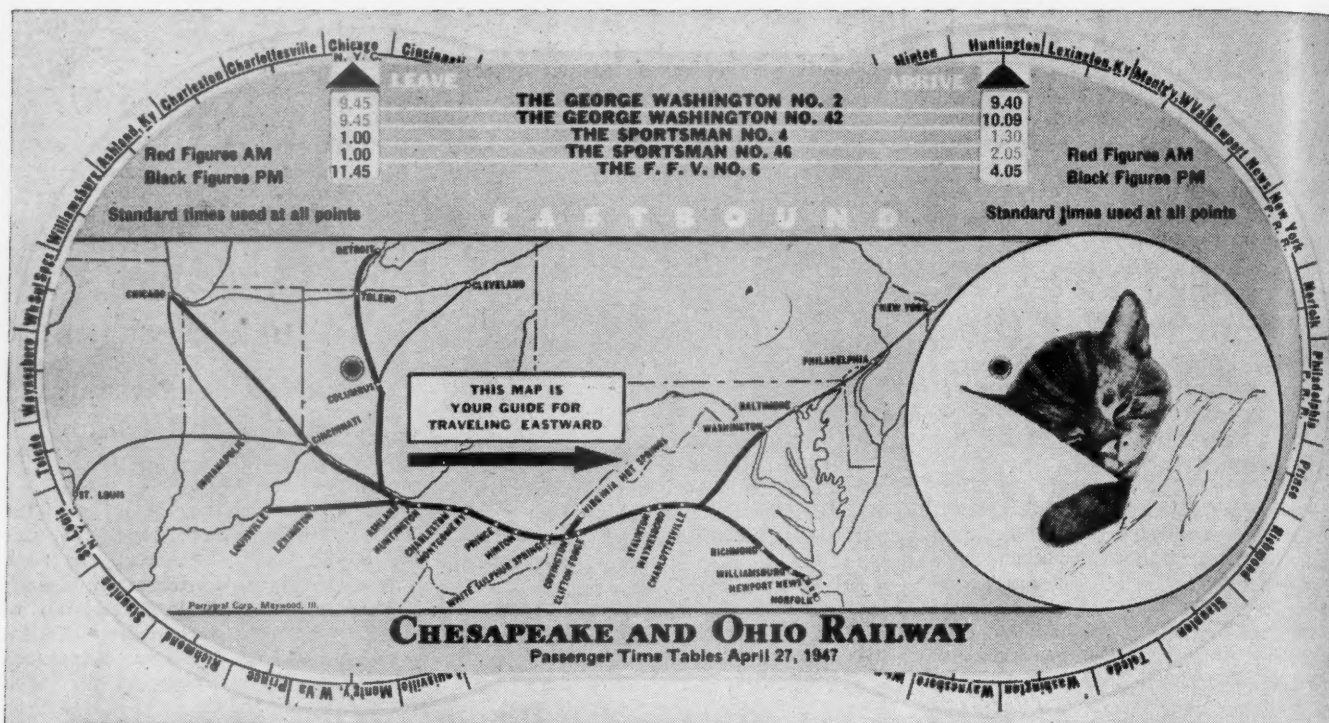 Charlottesville
Chicago
N. Y. C.
Charleston
Ashland, Ky
Williamsburg
Wh Sul Spgs
Waynesboro
Toledo
St. Louis
N. Y. C.
Staunton
Richmond
Prince
Montg'y, W. Va
Hinton
Huntington
Lexington, Ky
Montg'y, W Va
Newport News
New York
P. R. R.
Norfolk
Philadelphia
P. R. R.
Prince
Richmond
Staunton
Toledo
Washington
Waynesboro
LEAVE
ARRIVE
9.45 THE GEORGE WASHINGTON NO. 2 9.40
9.45 THE GEORGE WASHINGTON NO. 42 10.09
1.00 THE SPORTSMAN NO. 4 1.30
1.00 THE SPORTSMAN NO. 46 2.05
11.45 THE F. F. V. NO. 6 4.05
Red Figures AM
Black Figures PM
Standard times used at all points
Red Figures AM
Black Figures PM
Standard times used at all points
EASTBOUND
DETROIT
CHICAGO
TOLEDO
CLEVELAND
NEW YORK
PHILADELPHIA
COLUMBUS
THIS MAP IS
YOUR GUIDE FOR
TRAVELING EASTWARD
BALTIMORE
WASHINGTON
CINCINNATI
INDIANAPOLIS
ST. LOUIS
LOUISVILLE
LEXINGTON
ASHLAND
HUNTINGTON
CHARLESTON
MONTGOMERY
PRINCE
HINTON
WHITE SULPHUR SPRINGS
COVINGTON
CLIFTON FORGE
VIRGINIA HOT SPRINGS
STAUNTON
WAYNESBORO
CHARLOTTESVILLE
RICHMOND
WILLIAMSBURG
NEWPORT NEWS
NORFOLK
Perrygraf Corp., Maywood, Ill.
CHESAPEAKE AND OHIO RAILWAY
Passenger Time Tables April 27, 1947